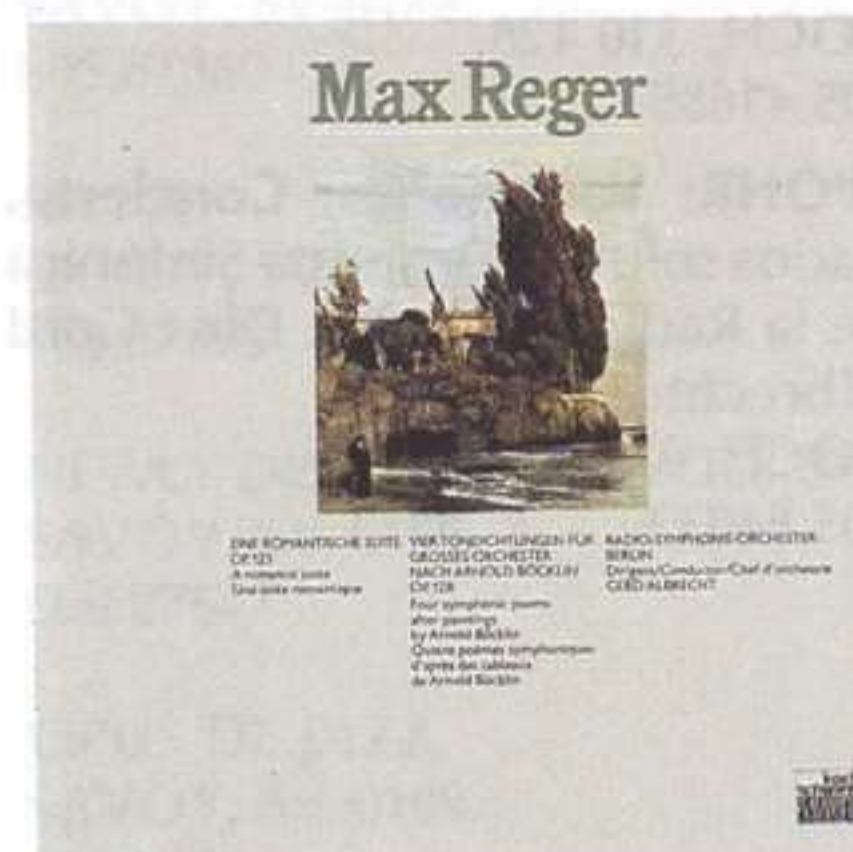 Max Reger
EINE ROMANTISCHE SUITE
OP. 125
A romantic suite
Une suite romantique
VIER TONDICHTUNGEN FÜR
GROSSES ORCHESTER
NACH ARNOLD BÖCKLIN
OP. 128
Four symphonic poems
after paintings
by Arnold Böcklin
Quatre poèmes symphoniques
d'après des tableaux
de Arnold Böcklin
RADIO-SYMPHONIE-ORCHESTER
BERLIN
Dirigent/Conductor/Chef d'orchestre
GERD ALBRECHT